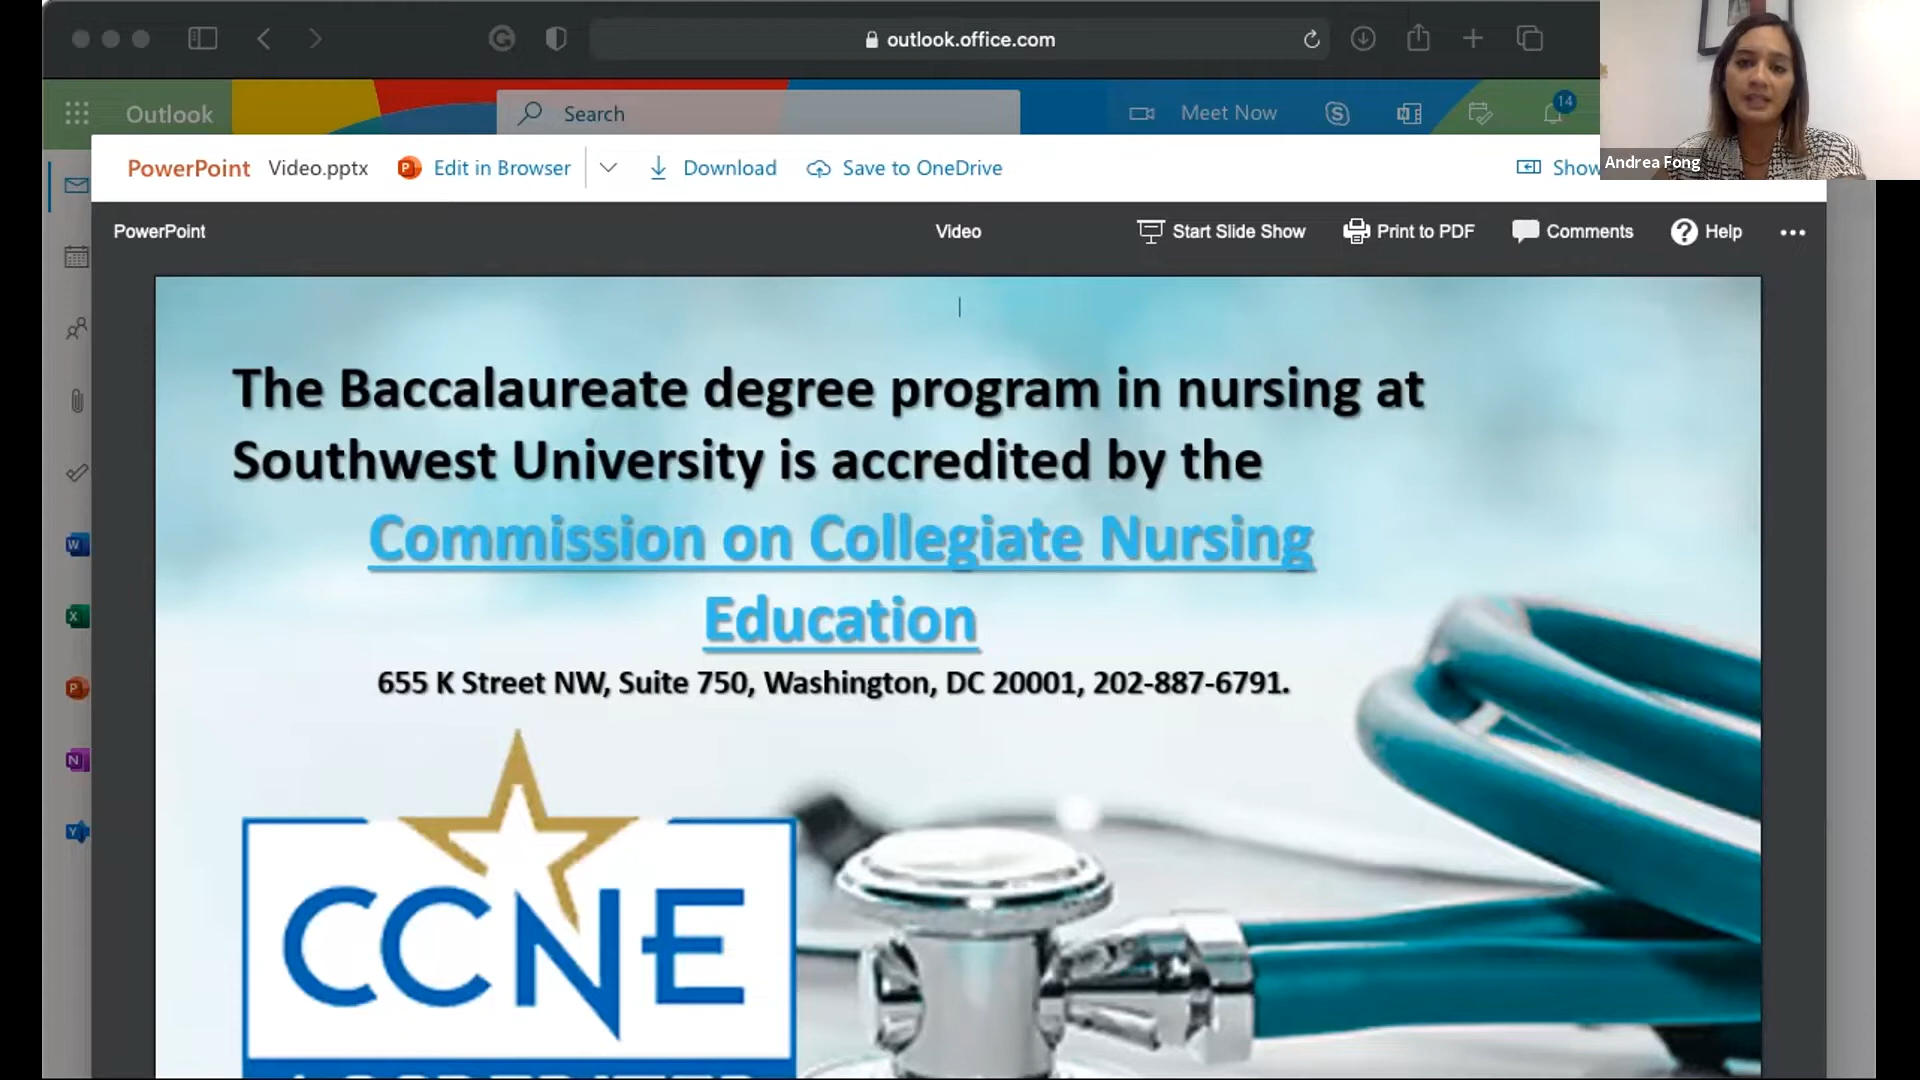 outlook.office.com
Outlook
Search
Meet Now
14
PowerPoint Video.pptx
Edit in Browser
Download
Save to OneDrive
Show
Andrea Fong
PowerPoint
Video
Start Slide Show
Print to PDF
Comments
Help
The Baccalaureate degree program in nursing at
Southwest University is accredited by the
Commission on Collegiate Nursing
Education
655 K Street NW, Suite 750, Washington, DC 20001, 202-887-6791.
CCNE
ACCREDITED